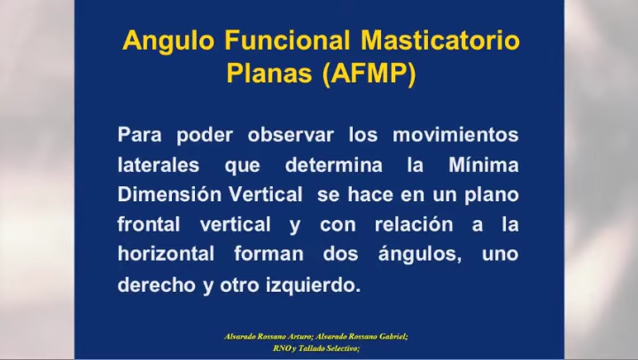 Angulo Funcional Masticatorio
Planas (AFMP)
Para poder observar los movimientos
laterales que determina la Mínima
Dimensión Vertical se hace en un plano
frontal vertical y con relación a la
horizontal forman dos ángulos, uno
derecho y otro izquierdo.
Alvarado Rossano Arturo; Alvarado Rossano Gabriel;
RNO y Tallado Selectivo;